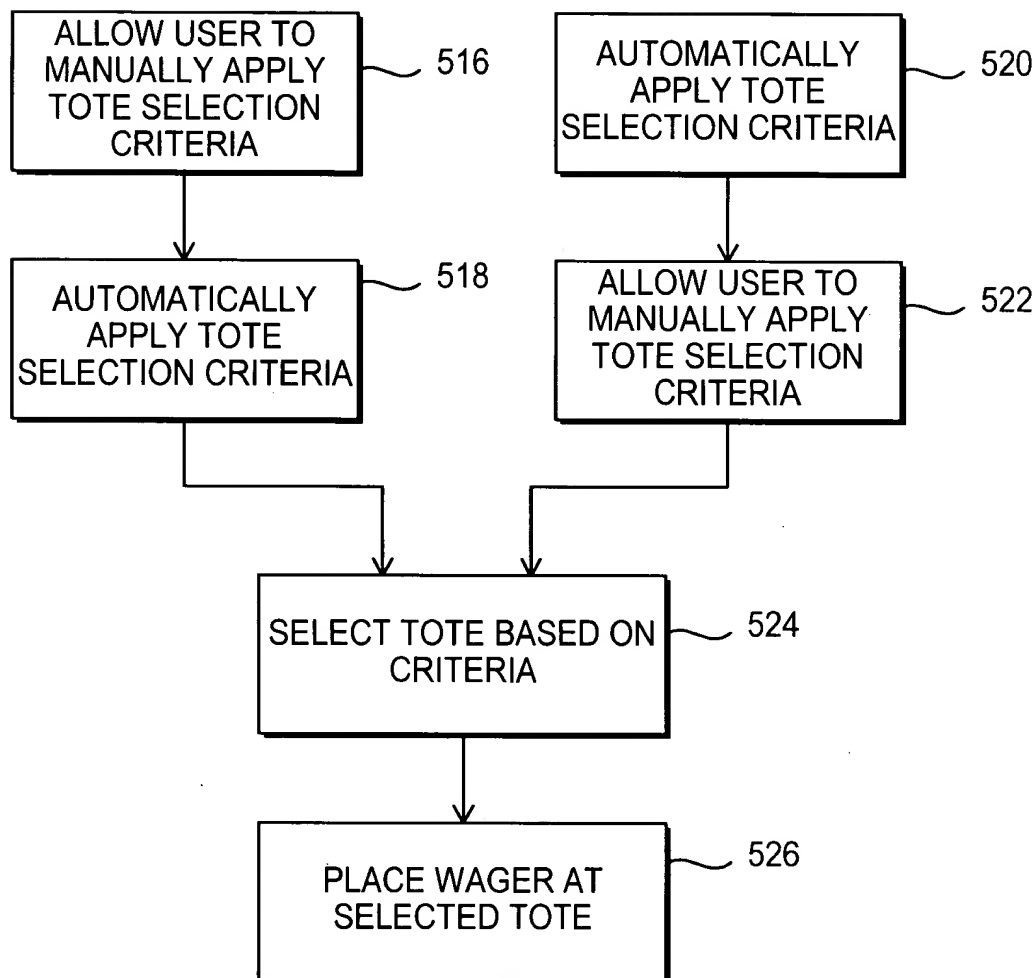 ALLOW USER TO
MANUALLY APPLY
TOTE SELECTION
CRITERIA
516
AUTOMATICALLY
APPLY TOTE
SELECTION CRITERIA
520
AUTOMATICALLY
APPLY TOTE
SELECTION CRITERIA
518
ALLOW USER TO
MANUALLY APPLY
TOTE SELECTION
CRITERIA
522
SELECT TOTE BASED ON
CRITERIA
524
PLACE WAGER AT
SELECTED TOTE
526